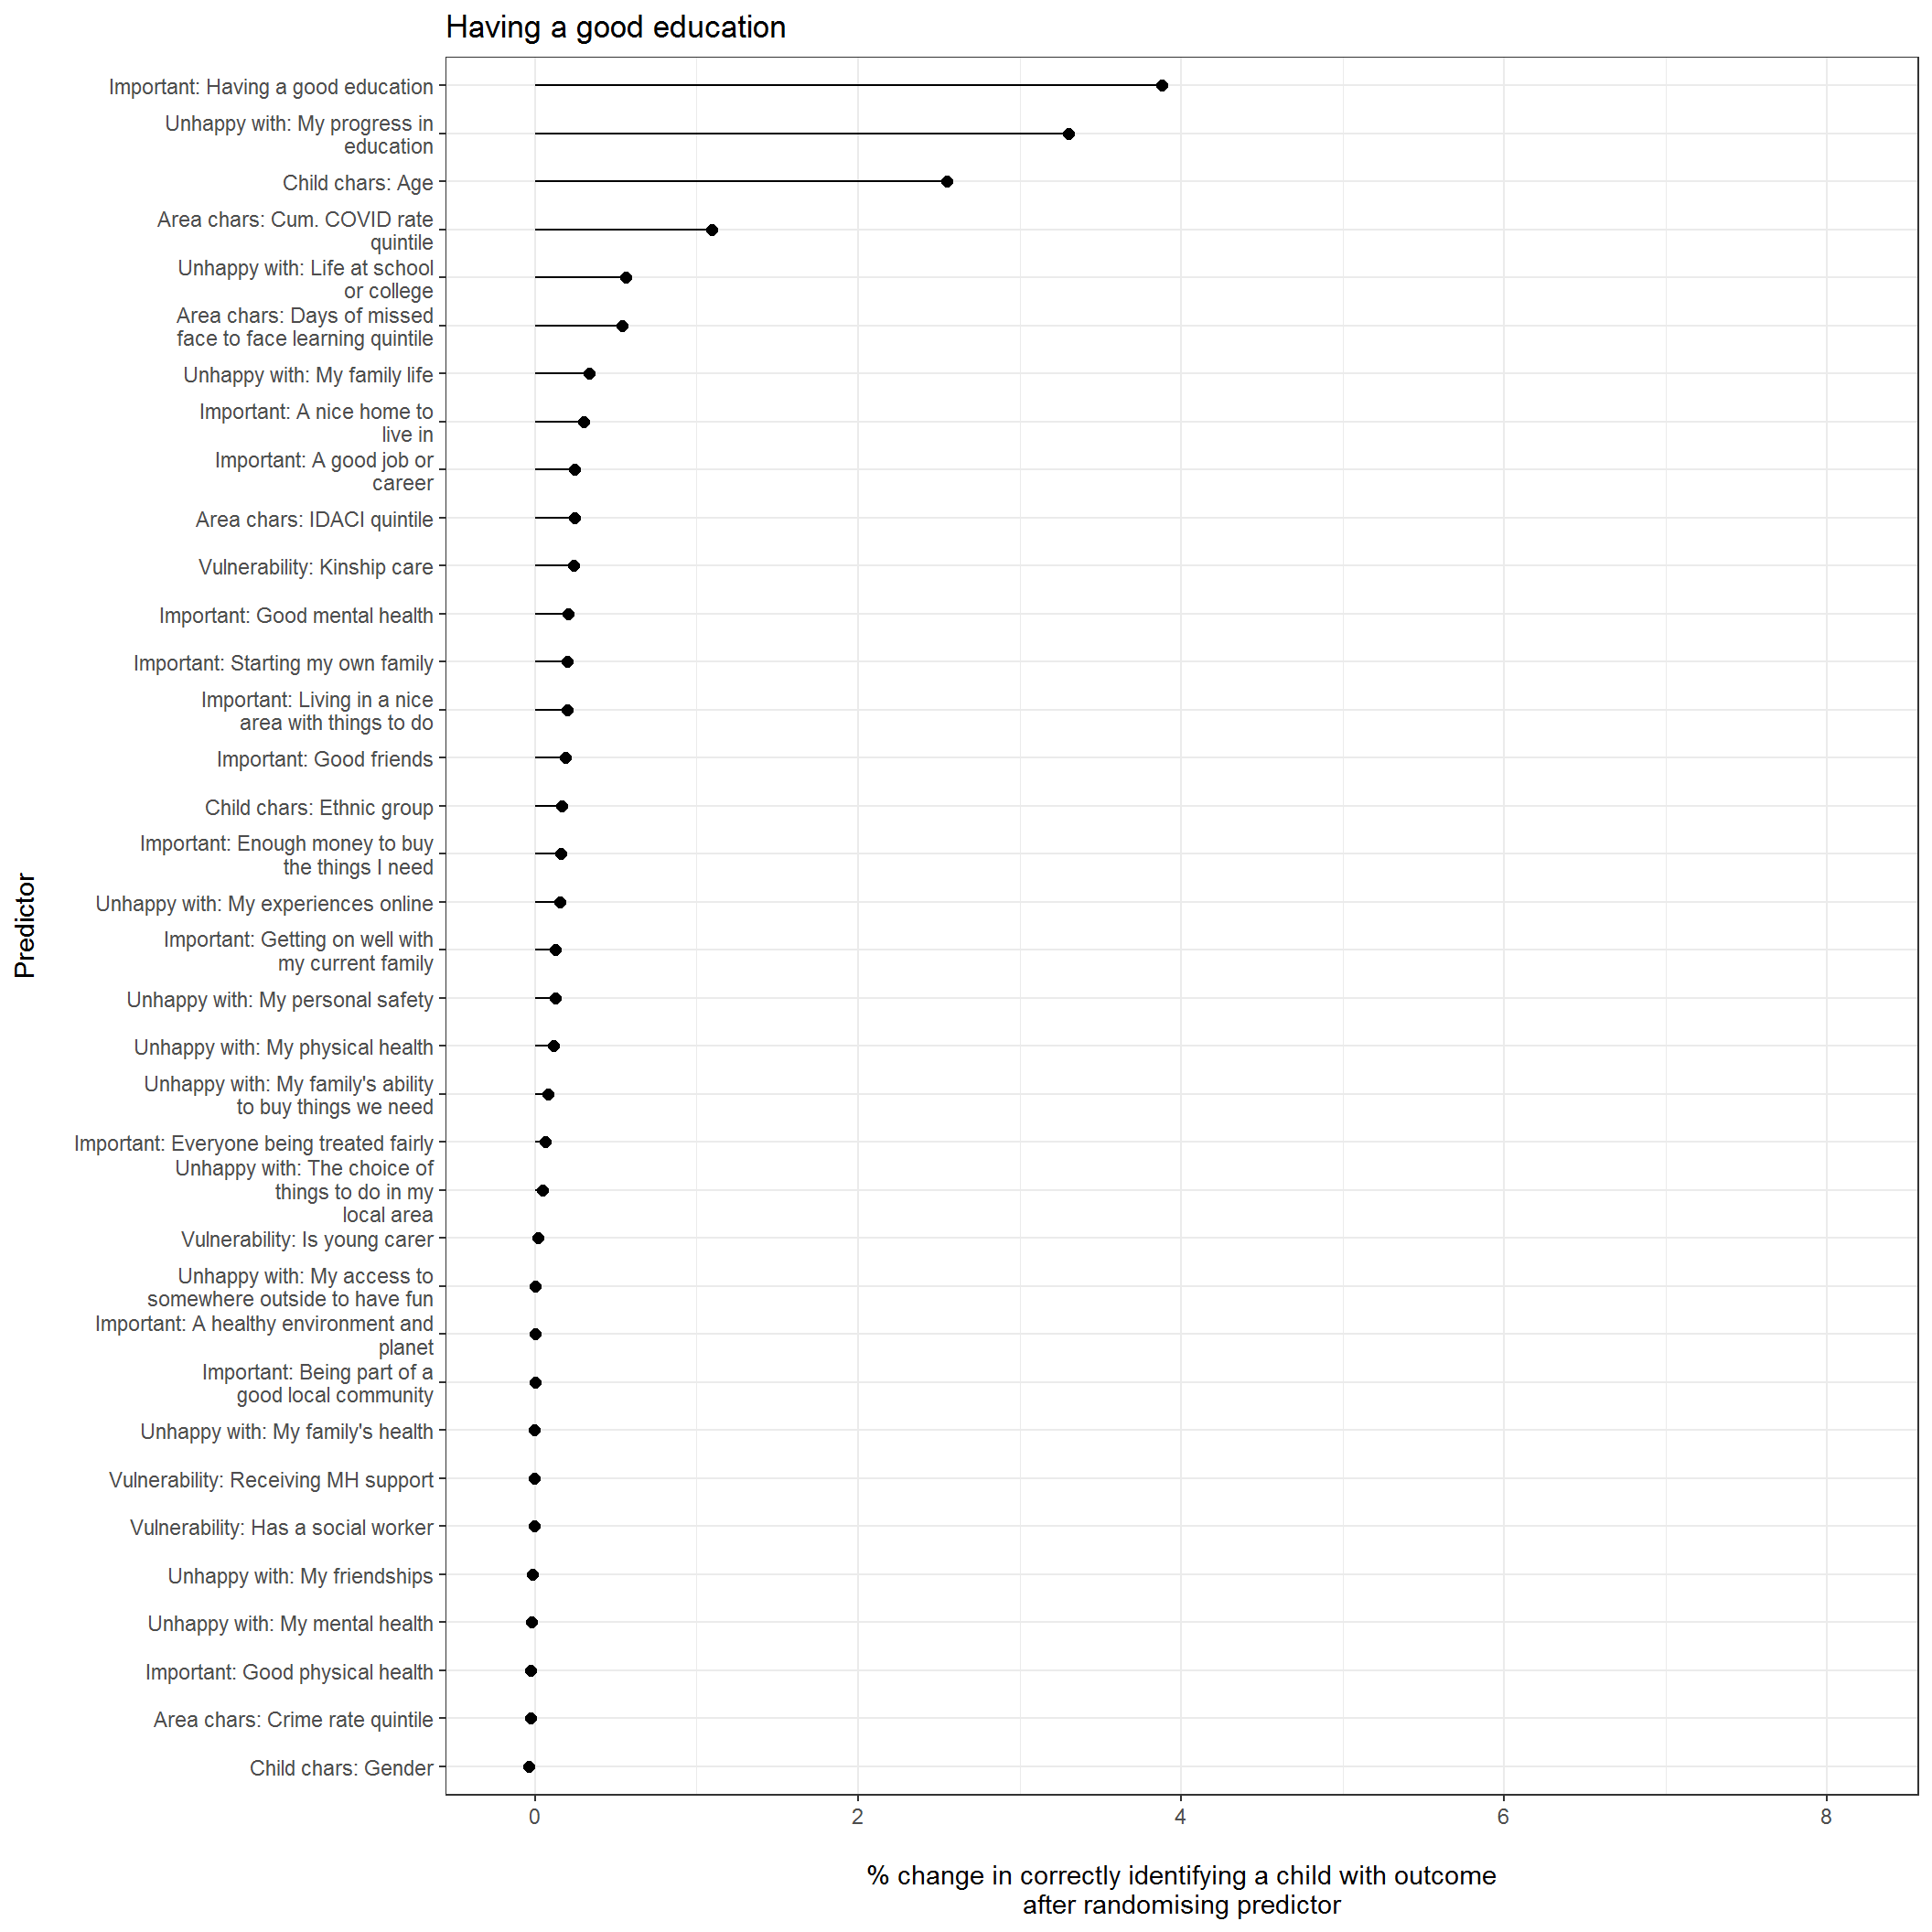 Having a good education
Important: Having a good education
Unhappy with: My progress in
education
Child chars: Age
Area chars: Cum. COVID rate
quintile
Unhappy with: Life at school
or college
Area chars: Days of missed
face to face learning quintile
Unhappy with: My family life
Important: A nice home to
live in
Important: A good job or
career
Area chars: IDACI quintile
Vulnerability: Kinship care
Important: Good mental health
Important: Starting my own family
Important: Living in a nice
area with things to do
Important: Good friends
Child chars: Ethnic group
Important: Enough money to buy
the things I need
Unhappy with: My experiences online
Important: Getting on well with
my current family
Unhappy with: My personal safety
Unhappy with: My physical health
Unhappy with: My family's ability
to buy things we need
Important: Everyone being treated fairly
Unhappy with: The choice of
things to do in my
local area
Vulnerability: Is young carer
Unhappy with: My access to
somewhere outside to have fun
Important: A healthy environment and
planet
Important: Being part of a
good local community
Unhappy with: My family's health
Vulnerability: Receiving MH support
Vulnerability: Has a social worker
Unhappy with: My friendships
Unhappy with: My mental health
Important: Good physical health
Area chars: Crime rate quintile
Child chars: Gender
Predictor
0 2 4 6 8
% change in correctly identifying a child with outcome
after randomising predictor